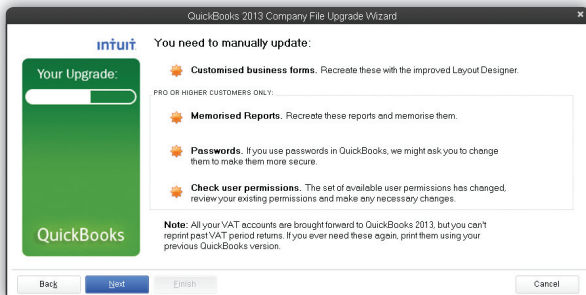 QuickBooks 2013 Company File Upgrade Wizard
intuit
You need to manually update:
Your Upgrade:
Customised business forms. Recreate these with the improved Layout Designer.
PRO OR HIGHER CUSTOMERS ONLY:
Memorised Reports. Recreate these reports and memorise them.
Passwords. If you use passwords in QuickBooks, we might ask you to change
them to make them more secure.
Check user permissions. The set of available user permissions has changed,
review your existing permissions and make any necessary changes.
Note: All your VAT accounts are brought forward to QuickBooks 2013, but you can't
reprint past VAT period returns. If you ever need these again, print them using your
previous QuickBooks version.
QuickBooks
Back
Next
Finish
Cancel